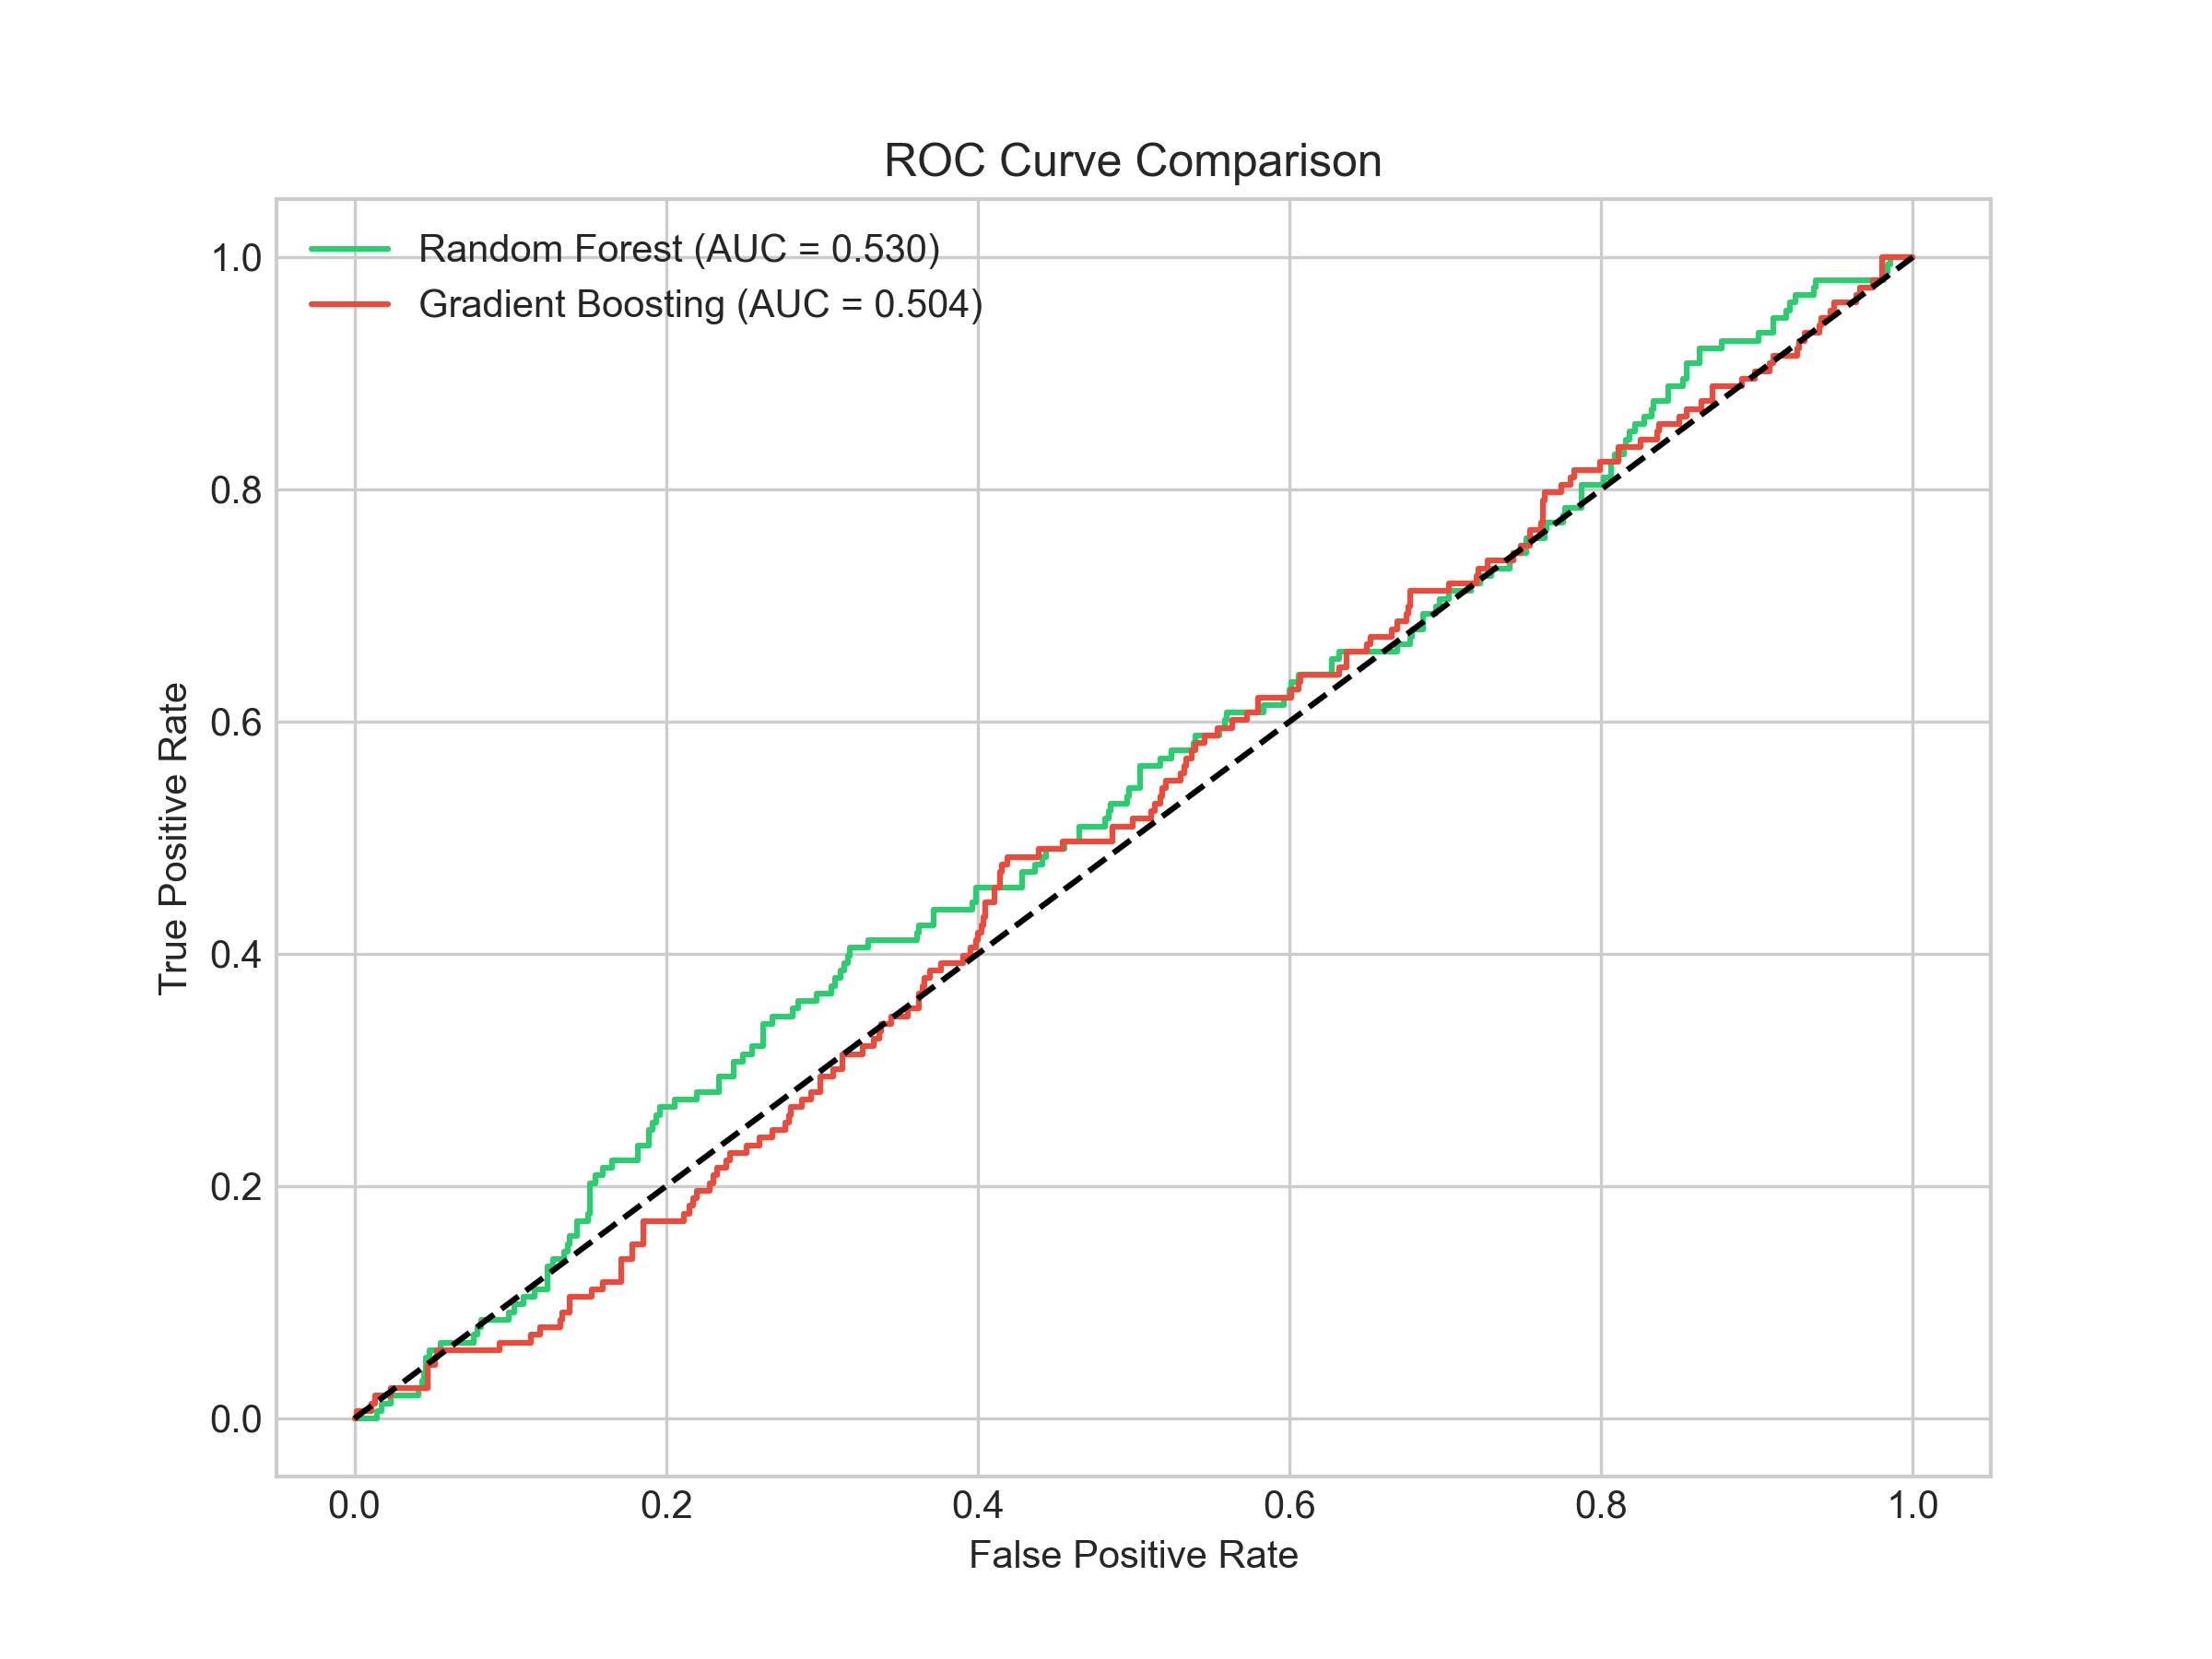 ROC Curve Comparison
Random Forest (AUC = 0.530)
Gradient Boosting (AUC = 0.504)
True Positive Rate
1.0
0.8
0.6
0.4
0.2
0.0
0.0 0.2 0.4 0.6 0.8 1.0
False Positive Rate